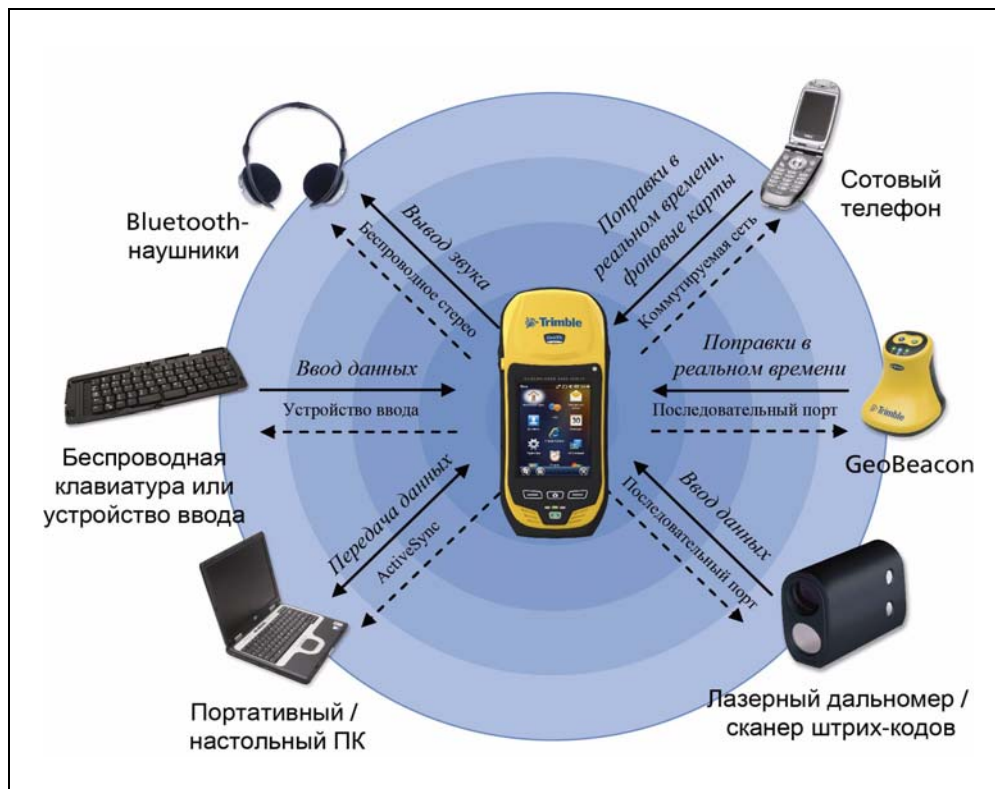 Bluetooth-
наушники
Вывод звука
Беспроводное стерео
Поправки в
реальном времени,
фоновые карты
Коммутируемая сеть
Сотовый
телефон
Trimble
Ввод данных
Устройство ввода
Беспроводная
клавиатура или
устройство ввода
Поправки в
реальном времени
Последовательный порт
Trimble
GeoBeacon
Передача данных
ActiveSync
Портативный /
настольный ПК
Ввод данных
Последовательный порт
Лазерный дальномер /
сканер штрих-кодов